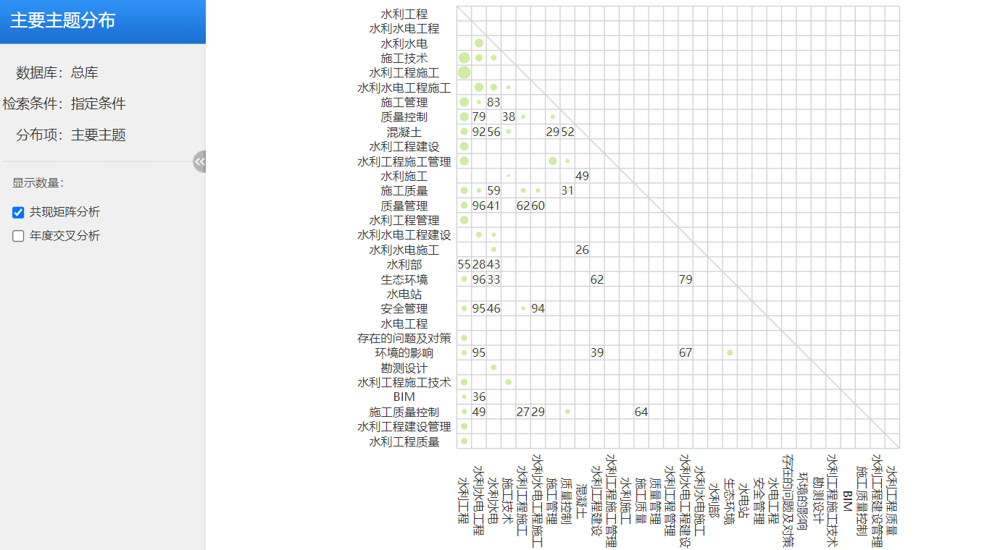 主要主题分布
数据库：总库
检索条件：指定条件
分布项：主要主题
显示数量：
共现矩阵分析
年度交叉分析
水利工程
水利水电工程
水利水电
施工技术
水利工程施工
水利水电工程施工
施工管理 83
质量控制 79 38
混凝土 92 56 29 52
水利工程建设
水利工程施工管理
水利施工 49
施工质量 59 31
质量管理 96 41 62 60
水利工程管理
水利水电工程建设
水利水电施工 26
水利部 55 28 43
生态环境 96 33 62 79
水电站
安全管理 95 46 94
水电工程
存在的问题及对策
环境的影响 95 39 67
勘测设计
水利工程施工技术
BIM 36
施工质量控制 49 27 29 64
水利工程建设管理
水利工程质量
水利工程
水利水电工程
水利水电
施工技术
水利工程施工
水利水电工程施工
施工管理
质量控制
混凝土
水利工程建设
水利工程施工管理
水利施工
施工质量
质量管理
水利工程管理
水利水电工程建设
水利水电施工
水利部
生态环境
水电站
安全管理
水电工程
存在的问题及对策
环境的影响
勘测设计
水利工程施工技术
BIM
施工质量控制
水利工程建设管理
水利工程质量